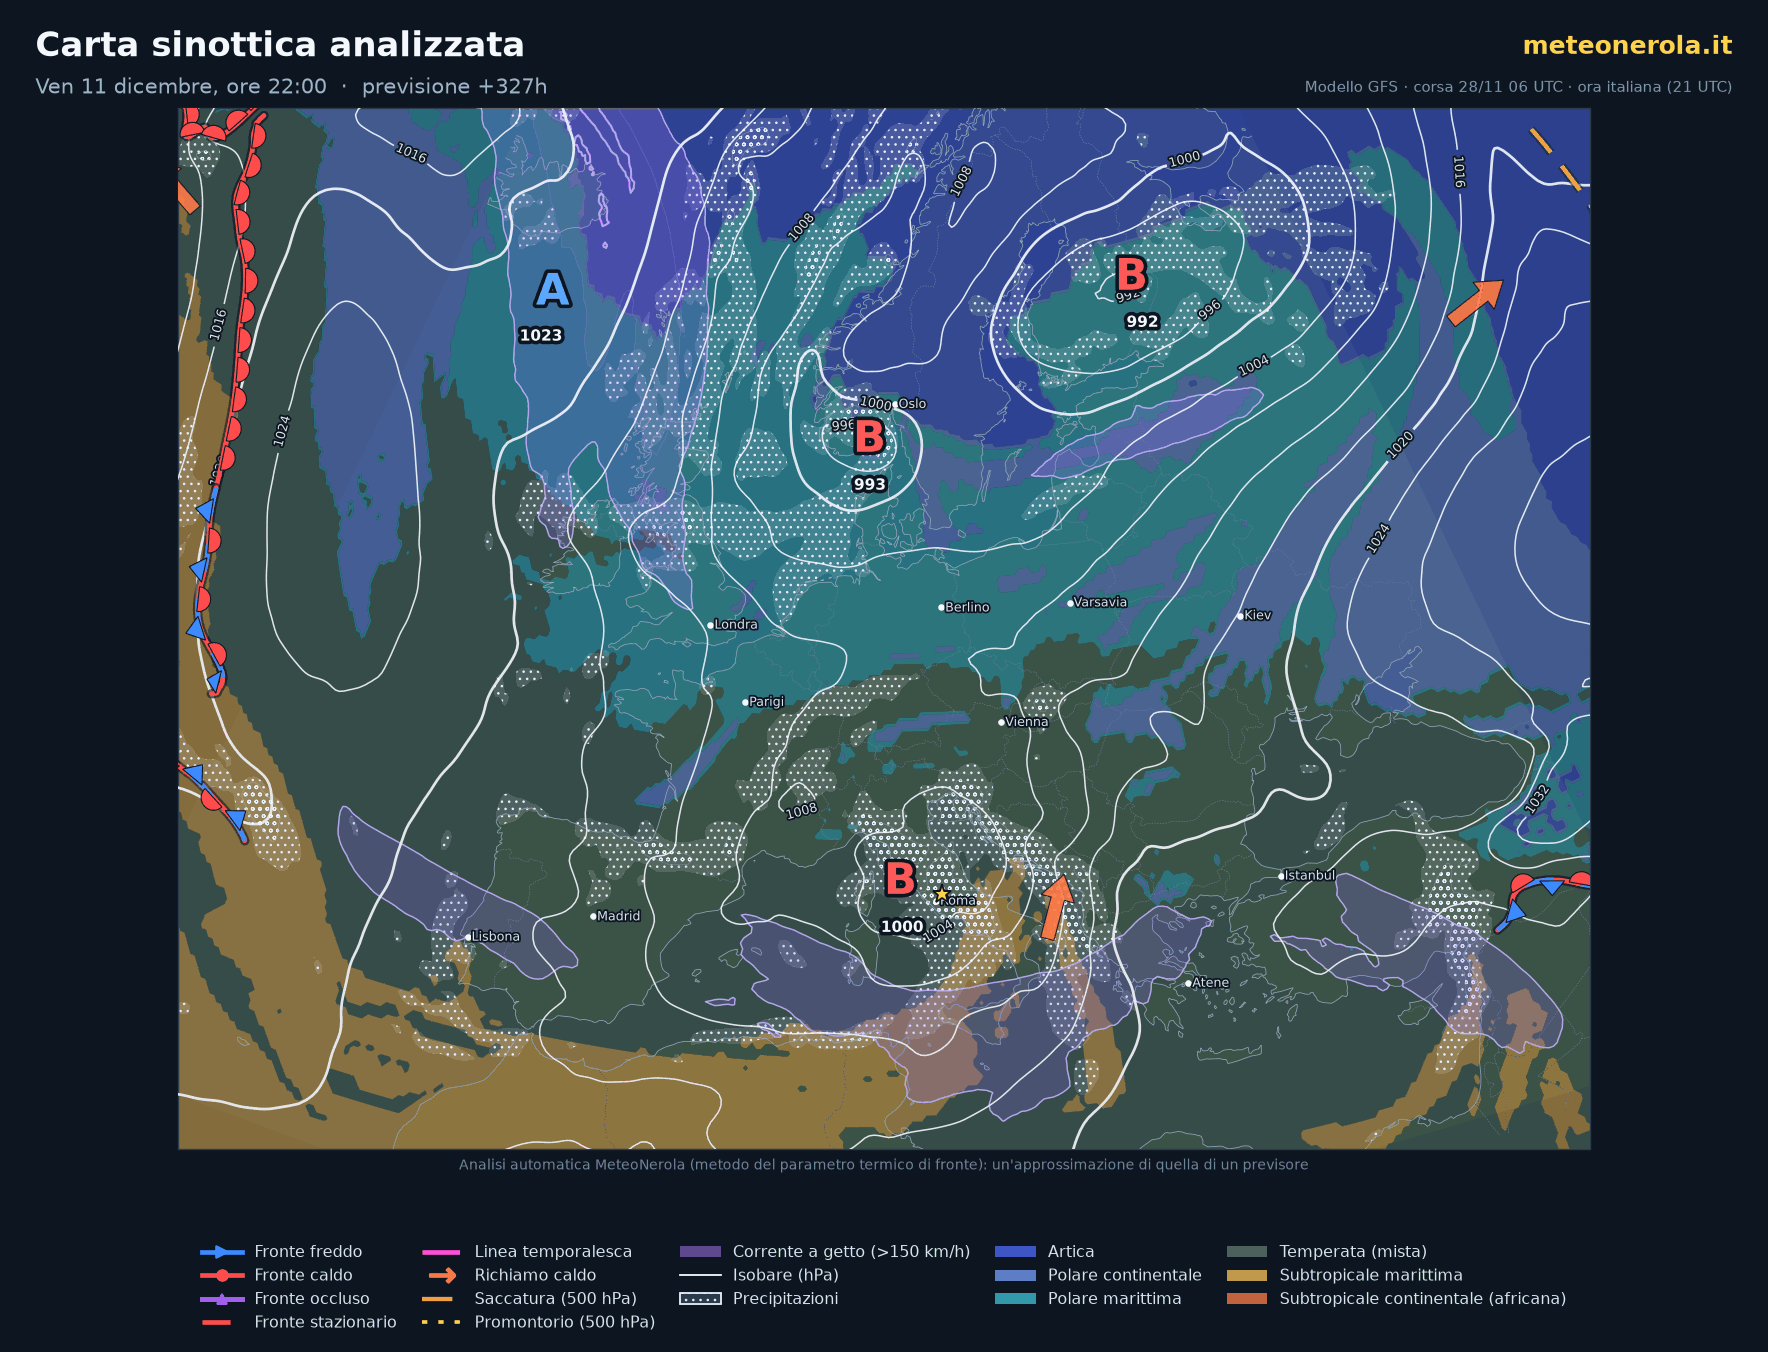 Carta sinottica analizzata
meteonerola.it
Ven 11 dicembre, ore 22:00 · previsione +327h
Modello GFS · corsa 28/11 06 UTC · ora italiana (21 UTC)
1016
1000
1016
1008
1008
A
1023
B
992
992
996
1016
1004
1000
Oslo
996
B
993
1024
1020
1024
Berlino
Varsavia
Kiev
Londra
Parigi
Vienna
1008
1032
B
Roma
1000
1004
Istanbul
Madrid
Lisbona
Atene
Analisi automatica MeteoNerola (metodo del parametro termico di fronte): un'approssimazione di quella di un previsore
Fronte freddo
Fronte caldo
Fronte occluso
Fronte stazionario
Linea temporalesca
Richiamo caldo
Saccatura (500 hPa)
Promontorio (500 hPa)
Corrente a getto (>150 km/h)
Isobare (hPa)
Precipitazioni
Artica
Polare continentale
Polare marittima
Temperata (mista)
Subtropicale marittima
Subtropicale continentale (africana)